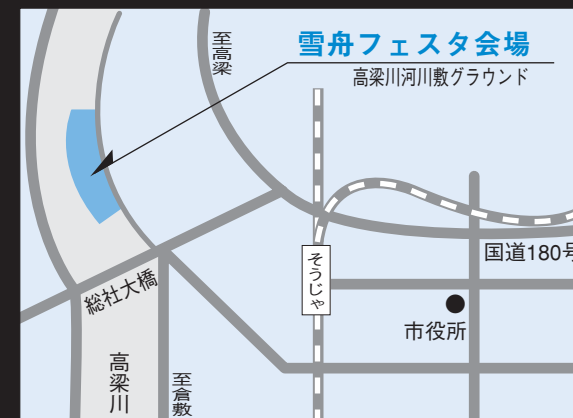 雪舟フェスタ会場
高梁川河川敷グラウンド
至高梁
国道180号
そうじゃ
総社大橋
市役所
高梁川
至倉敷